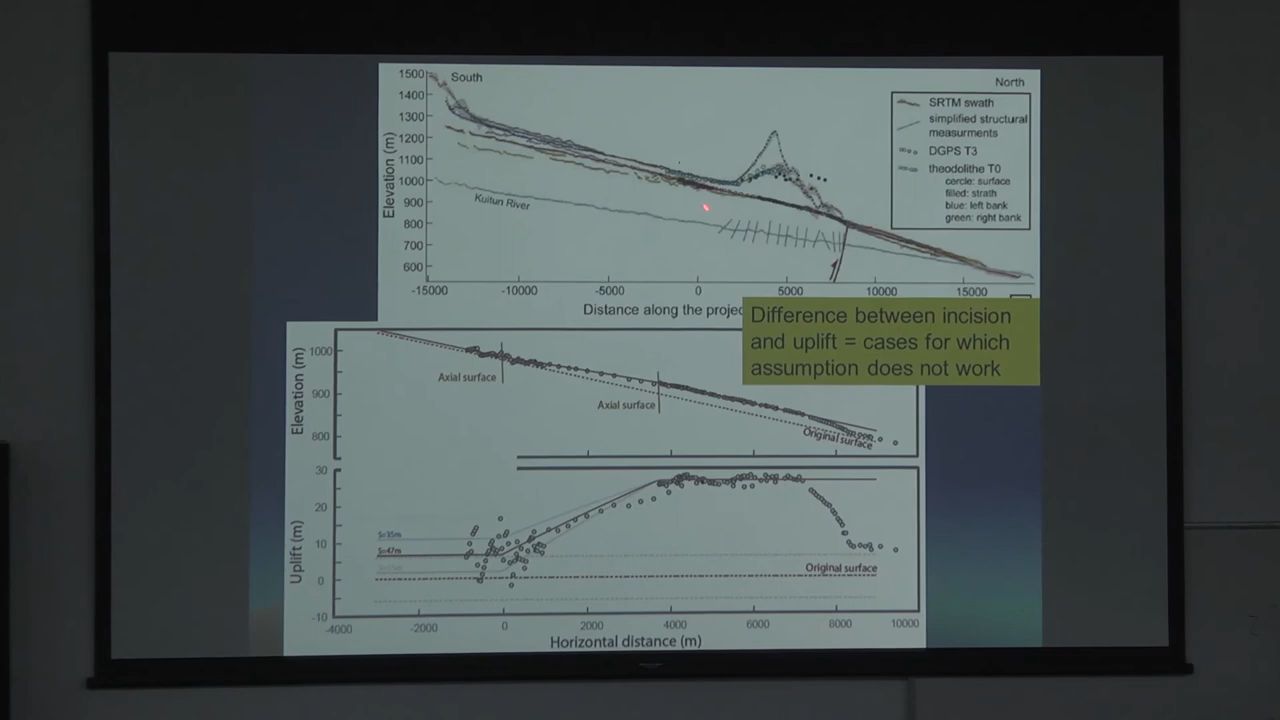 1500
South
North
1400
1300
1200
1100
1000
900
800
700
600
Elevation (m)
Kuitun River
SRTM swath
simplified structural
measurments
DGPS T3
theodolithe T0
cercle: surface
filled: strath
blue: left bank
green: right bank
-15000
-10000
-5000
0
5000
10000
15000
Distance along the projec
Difference between incision
and uplift = cases for which
assumption does not work
1000
900
800
Elevation (m)
Axial surface
Axial surface
Original surface
30
20
10
0
-10
Uplift (m)
S=35m
S=47m
Original surface
-4000
-2000
0
2000
4000
6000
8000
10000
Horizontal distance (m)